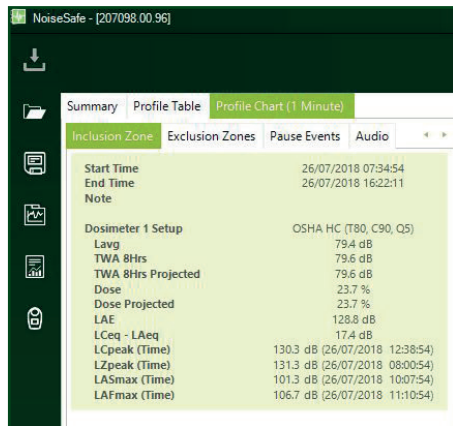 NoiseSafe - [207098.00.96]
Summary Profile Table Profile Chart (1 Minute)
Inclusion Zone Exclusion Zones Pause Events Audio
Start Time 26/07/2018 07:34:54
End Time 26/07/2018 16:22:11
Note
Dosimeter 1 Setup OSHA HC (T80, C90, Q5)
Lavg 79.4 dB
TWA 8Hrs 79.6 dB
TWA 8Hrs Projected 79.6 dB
Dose 23.7 %
Dose Projected 23.7 %
LAE 128.8 dB
LCeq - LAeq 17.4 dB
LCpeak (Time) 130.3 dB (26/07/2018 12:38:54)
LZpeak (Time) 131.3 dB (26/07/2018 08:00:54)
LASmax (Time) 101.3 dB (26/07/2018 10:07:54)
LAFmax (Time) 106.7 dB (26/07/2018 11:10:54)